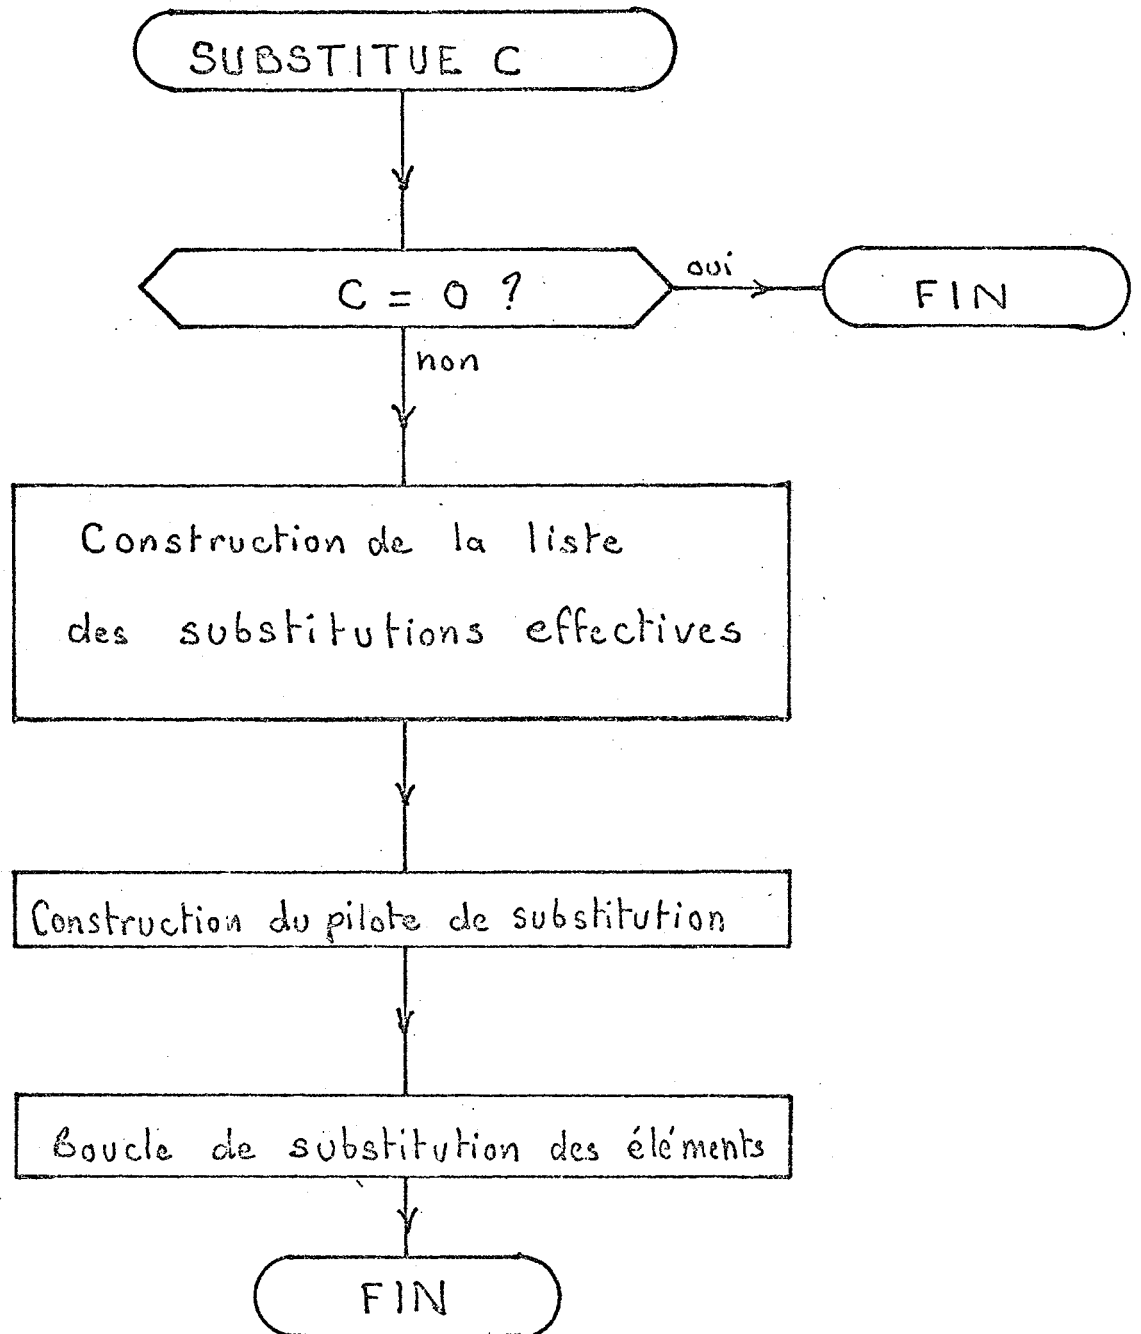 SUBSTITUE C
C = 0 ?
oui
FIN
non
Construction de la liste
des substitutions effectives
Construction du pilote de substitution
Boucle de substitution des éléments
FIN